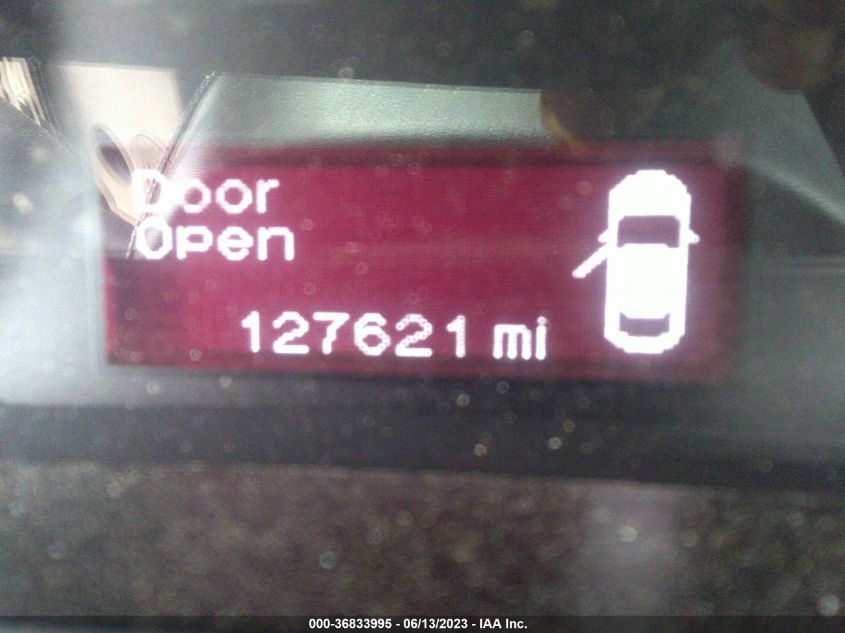 Door
Open
127621 mi
000-36833995 - 06/13/2023 - IAA Inc.